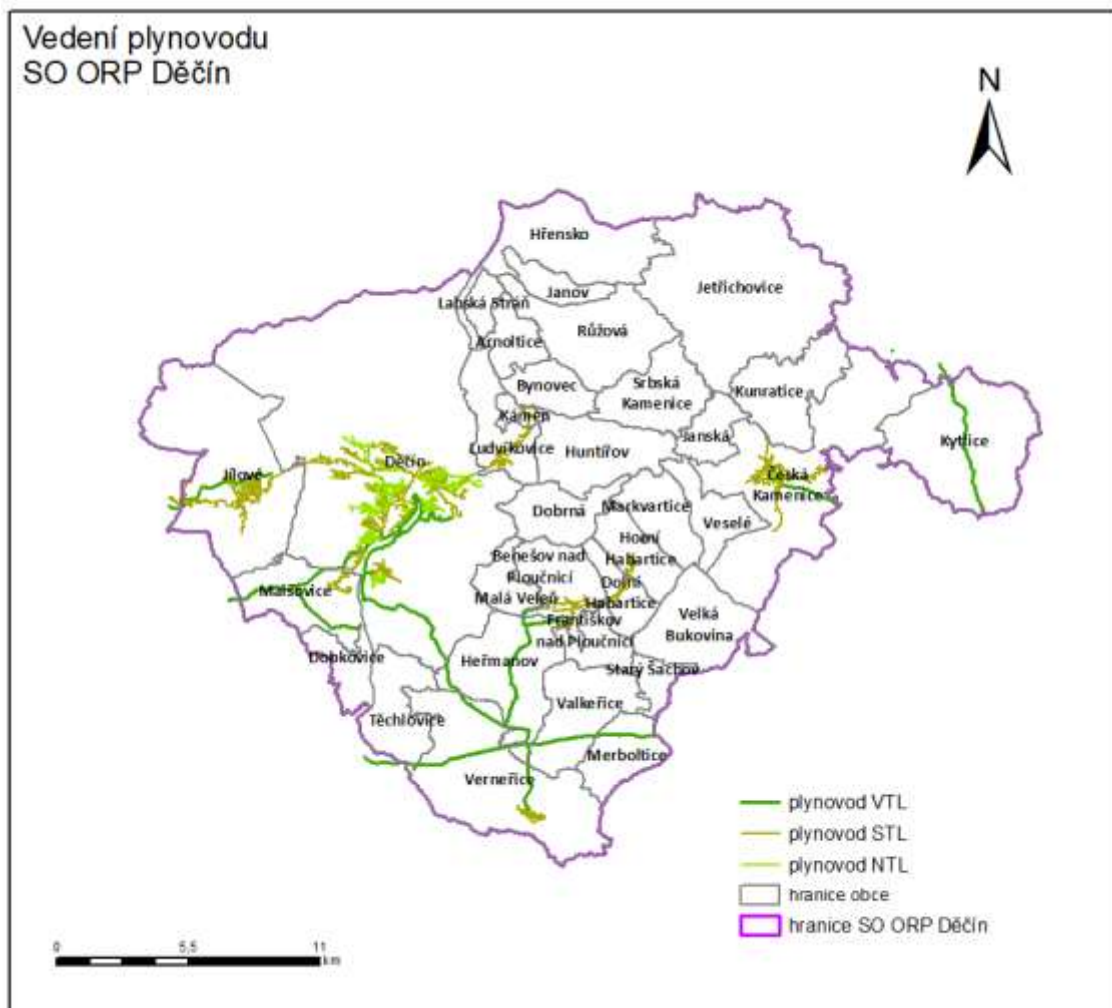 Vedení plynovodu
SO ORP Děčín
N
Hřensko
Jetřichovice
Janov
Labská Stráň
Růžová
Arnoltice
Bynovec
Srbská
Kamenice
Kunratice
Kámen
Janská
Kytlice
Ludvíkovice
Huntířov
Děčín
Jílové
Česká
Kamenice
Dobrná
Markvartice
Veselé
Horní
Habartice
Benešov nad
Ploučnicí
Dolní
Habartice
Malá Veleň
Malšovice
Františkov
nad Ploučnicí
Velká
Bukovina
Dobkovice
Heřmanov
Starý Šachov
Valkeřice
Těchlovice
Merboltice
Verneřice
plynovod VTL
plynovod STL
plynovod NTL
hranice obce
hranice SO ORP Děčín
0 5,5 11
km